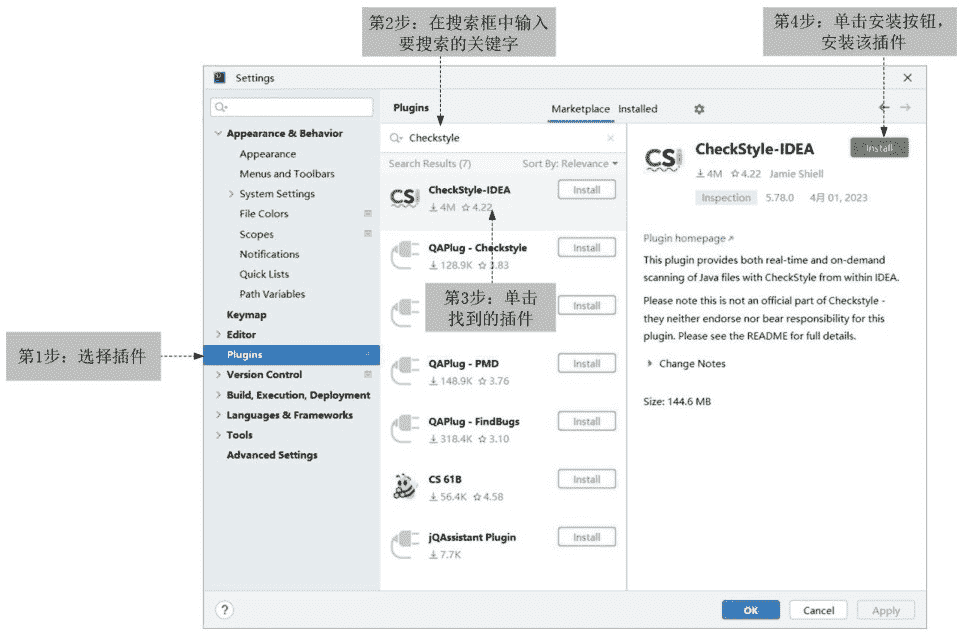 第2步：在搜索框中输入
要搜索的关键字
第4步：单击安装按钮，
安装该插件
Settings
Plugins
Marketplace
Installed
Appearance & Behavior
Appearance
Menus and Toolbars
System Settings
File Colors
Scopes
Notifications
Quick Lists
Path Variables
Keymap
Editor
Plugins
Version Control
Build, Execution, Deployment
Languages & Frameworks
Tools
Advanced Settings
第1步：选择插件
Checkstyle
Search Results (7)
Sort By: Relevance
CS
CheckStyle-IDEA
4M 4.22
Install
QAPlug - Checkstyle
128.9K 3.83
Install
第3步：单击
找到的插件
Install
QAPlug - PMD
148.9K 3.76
Install
QAPlug - FindBugs
318.4K 3.10
Install
CS 61B
56.4K 4.58
Install
jQAssistant Plugin
7.7K
Install
CS
CheckStyle-IDEA
Install
4M 4.22 Jamie Shiell
Inspection 5.78.0 4月 01, 2023
Plugin homepage
This plugin provides both real-time and on-demand
scanning of Java files with CheckStyle from within IDEA.
Please note this is not an official part of Checkstyle -
they neither endorse nor bear responsibility for this
plugin. Please see the README for full details.
Change Notes
Size: 144.6 MB
?
OK
Cancel
Apply